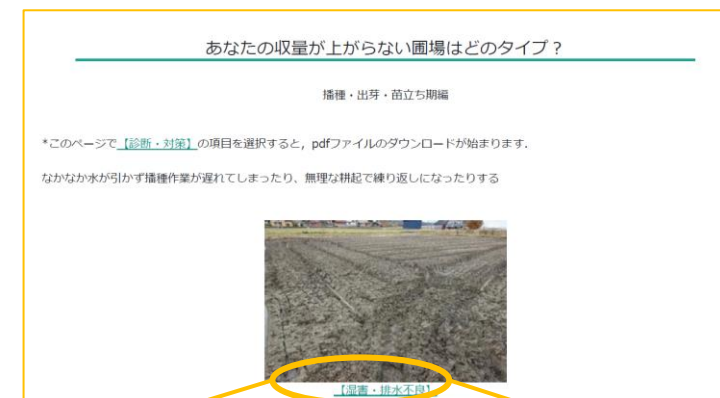 あなたの収量が上がらない圃場はどのタイプ？
播種・出芽・苗立ち期編
*このページで【診断・対策】の項目を選択すると，pdfファイルのダウンロードが始まります．
なかなか水が引かず播種作業が遅れてしまったり、無理な耕起で練り返しになったりする
【湿害・排水不良】